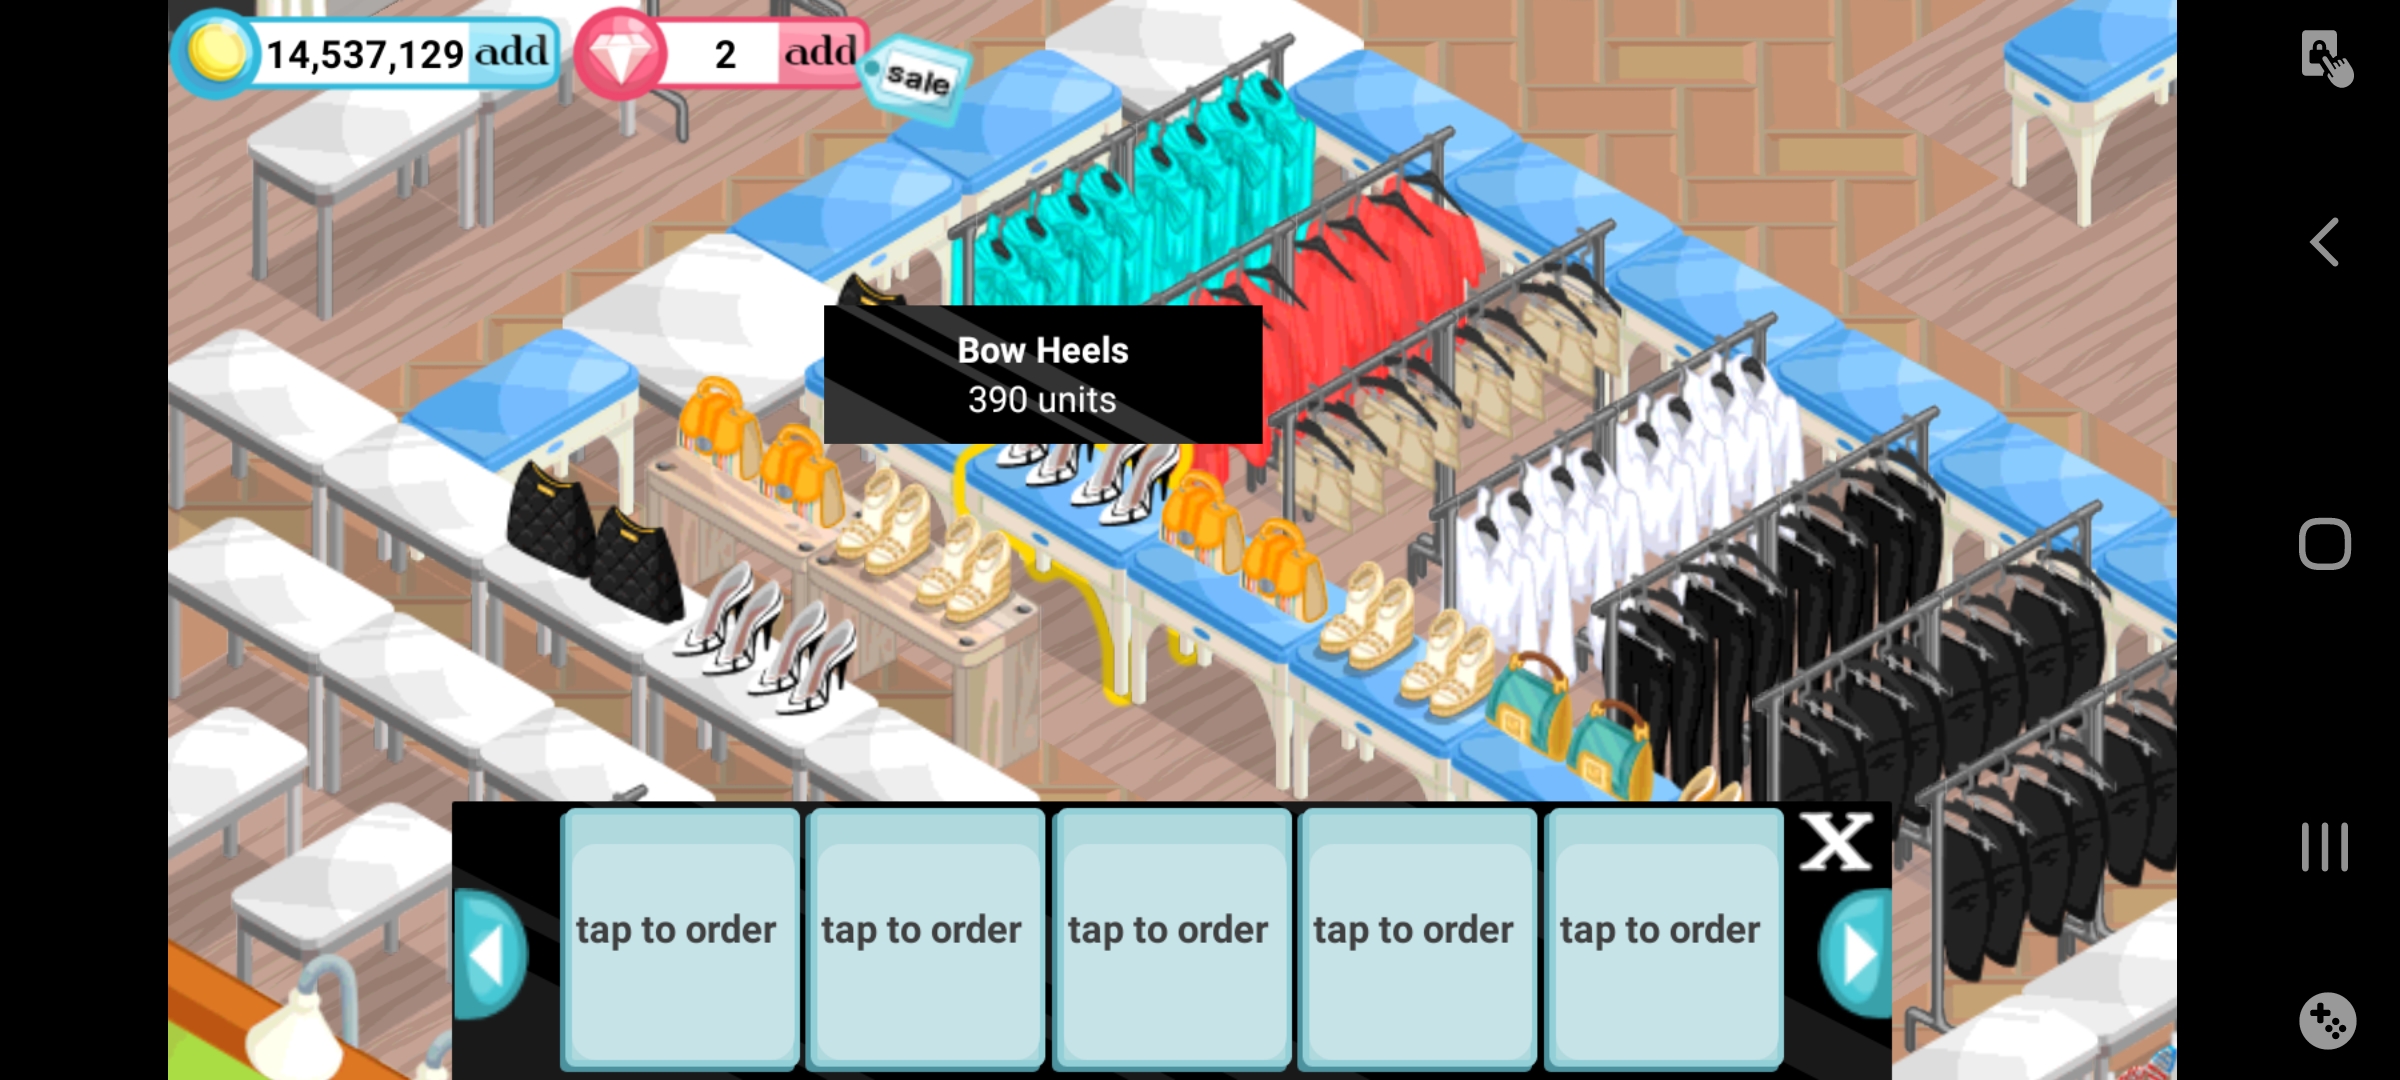 14,537,129 add
2 add
sale
Bow Heels
390 units
X
tap to order
tap to order
tap to order
tap to order
tap to order